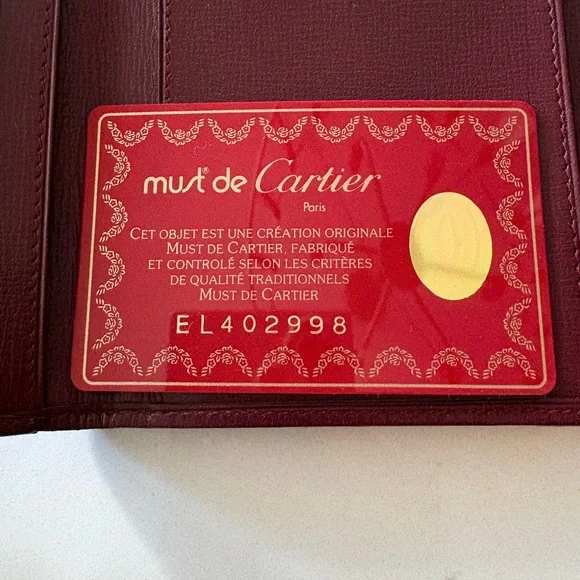 must® de Cartier
Paris
CET OBJET EST UNE CRÉATION ORIGINALE
MUST DE CARTIER, FABRIQUÉ
ET CONTRÔLÉ SELON LES CRITÈRES
DE QUALITÉ TRADITIONNELS
MUST DE CARTIER
EL402998